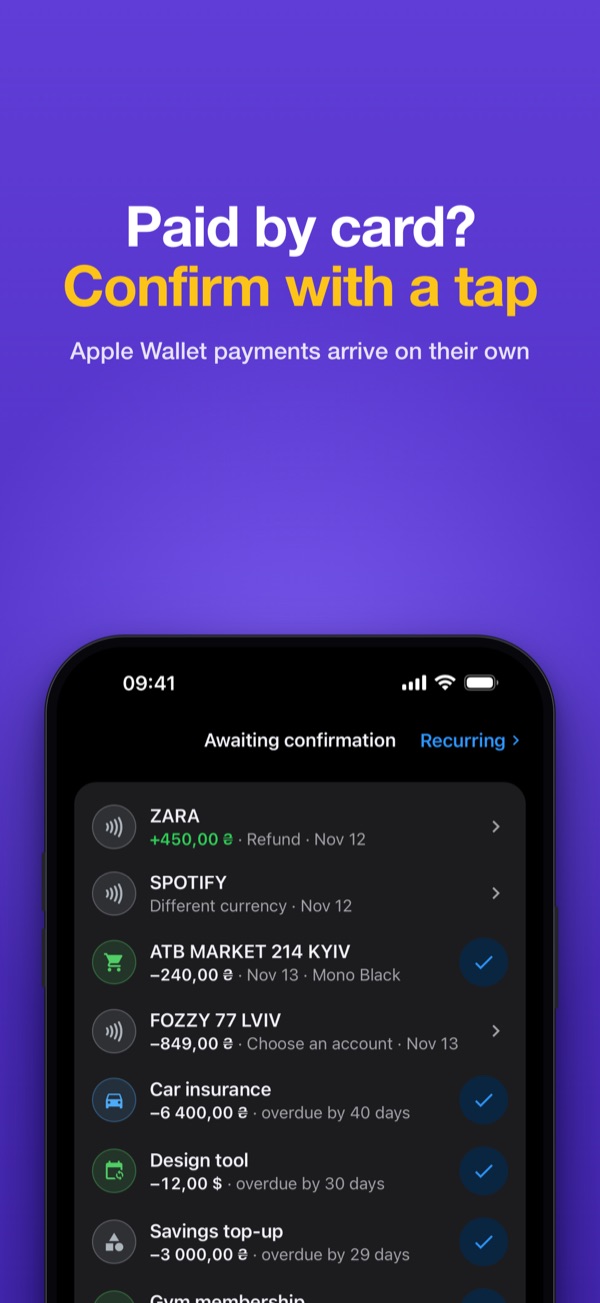 Paid by card?
Confirm with a tap
Apple Wallet payments arrive on their own
09:41
Awaiting confirmation Recurring
ZARA
+450,00 ₴ · Refund · Nov 12
SPOTIFY
Different currency · Nov 12
ATB MARKET 214 KYIV
−240,00 ₴ · Nov 13 · Mono Black
FOZZY 77 LVIV
−849,00 ₴ · Choose an account · Nov 13
Car insurance
−6 400,00 ₴ · overdue by 40 days
Design tool
−12,00 $ · overdue by 30 days
Savings top-up
−3 000,00 ₴ · overdue by 29 days
Gym membership